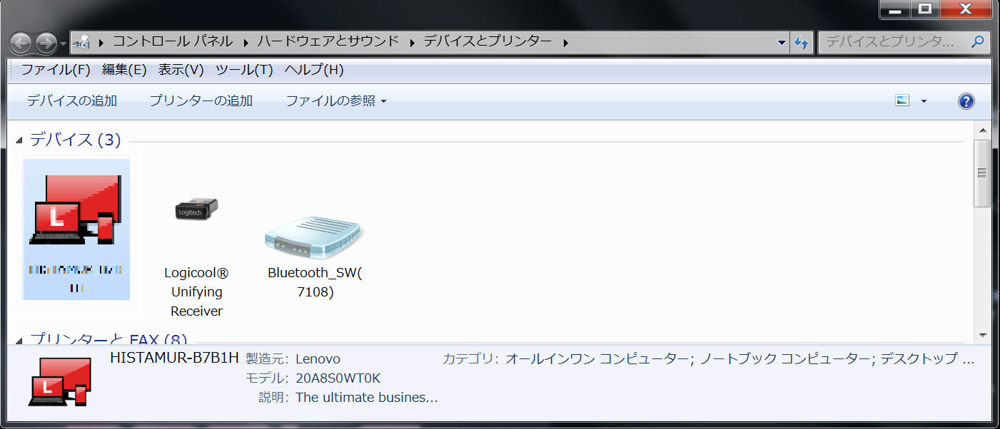 コントロール パネル ハードウェアとサウンド デバイスとプリンター デバイスとプリンタ...
ファイル(F) 編集(E) 表示(V) ツール(T) ヘルプ(H)
デバイスの追加 プリンターの追加 ファイルの参照
デバイス (3)
L
Logitech
Logicool®
Unifying
Receiver
Bluetooth_SW(
7108)
プリンターと FAX (8)
L
HISTAMUR-B7B1H 製造元: Lenovo カテゴリ: オールインワン コンピューター; ノートブック コンピューター; デスクトップ ...
モデル: 20A8S0WT0K
説明: The ultimate busines...